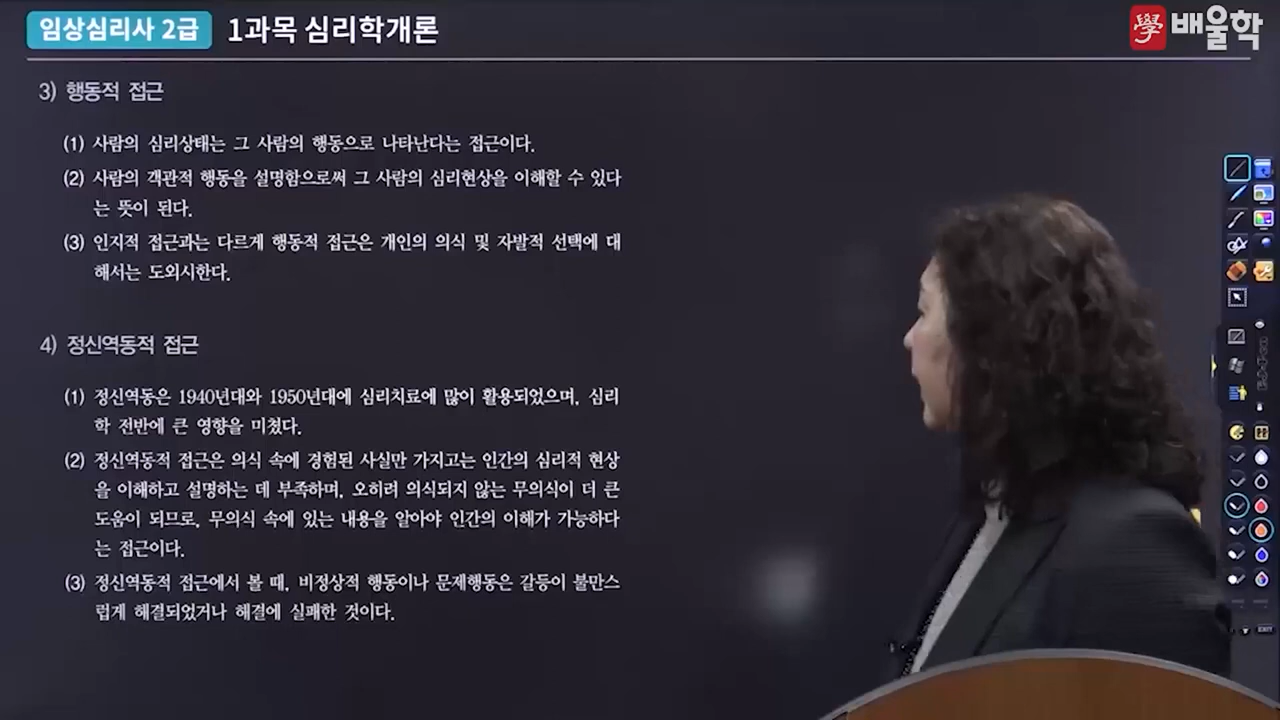 임상심리사 2급 1과목 심리학개론
學 배울학
3) 행동적 접근
(1) 사람의 심리상태는 그 사람의 행동으로 나타난다는 접근이다.
(2) 사람의 객관적 행동을 설명함으로써 그 사람의 심리현상을 이해할 수 있다
는 뜻이 된다.
(3) 인지적 접근과는 다르게 행동적 접근은 개인의 의식 및 자발적 선택에 대
해서는 도외시한다.
4) 정신역동적 접근
(1) 정신역동은 1940년대와 1950년대에 심리치료에 많이 활용되었으며, 심리
학 전반에 큰 영향을 미쳤다.
(2) 정신역동적 접근은 의식 속에 경험된 사실만 가지고는 인간의 심리적 현상
을 이해하고 설명하는 데 부족하며, 오히려 의식되지 않는 무의식이 더 큰
도움이 되므로, 무의식 속에 있는 내용을 알아야 인간의 이해가 가능하다
는 접근이다.
(3) 정신역동적 접근에서 볼 때, 비정상적 행동이나 문제행동은 갈등이 불만스
럽게 해결되었거나 해결에 실패한 것이다.
EXIT